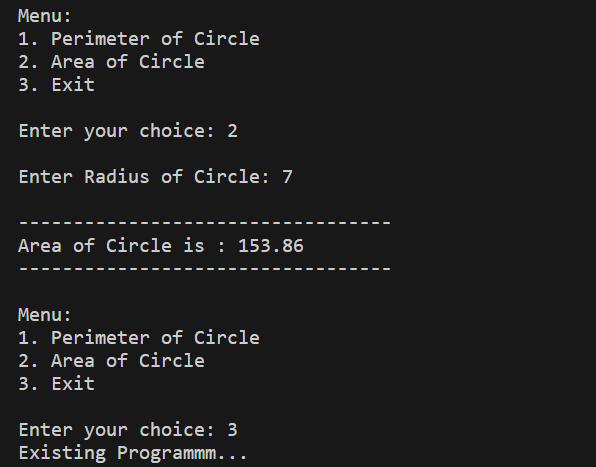 Menu:
1. Perimeter of Circle
2. Area of Circle
3. Exit
Enter your choice: 2
Enter Radius of Circle: 7
----------------------------------
Area of Circle is : 153.86
----------------------------------
Menu:
1. Perimeter of Circle
2. Area of Circle
3. Exit
Enter your choice: 3
Existing Programmm...